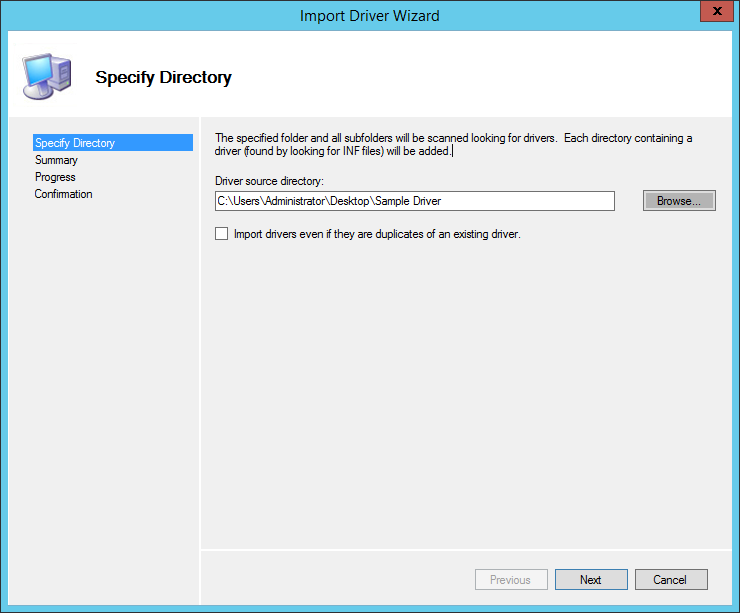 Import Driver Wizard
x
Specify Directory
Specify Directory
Summary
Progress
Confirmation
The specified folder and all subfolders will be scanned looking for drivers.  Each directory containing a
driver (found by looking for INF files) will be added.
Driver source directory:
C:\Users\Administrator\Desktop\Sample Driver
Browse...
Import drivers even if they are duplicates of an existing driver.
Previous
Next
Cancel